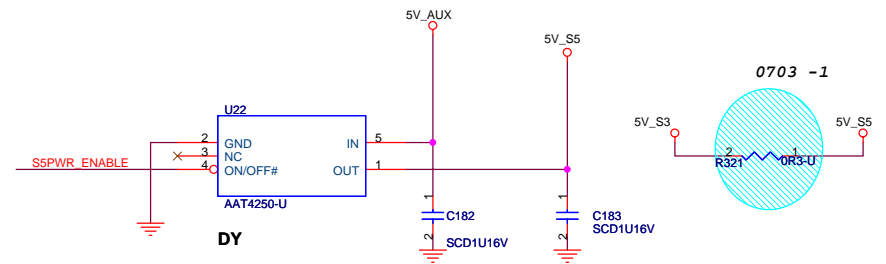 5V_AUX
5V_S5
0703 -1
U22
5V_S3
5V_S5
2
GND
IN
5
3
NC
S5PWR_ENABLE
4
ON/OFF#
OUT
1
2
1
R321
0R3-U
AAT4250-U
1
1
C182
C183
SCD1U16V
DY
2
SCD1U16V
2